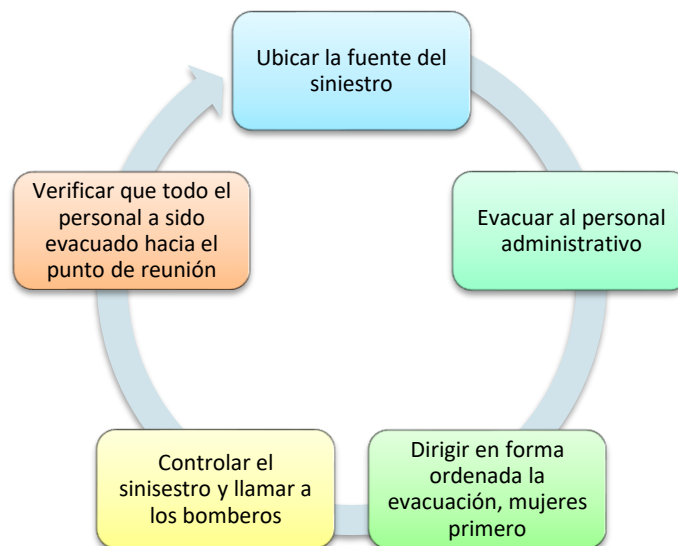 Ubicar la fuente del
siniestro
Evacuar al personal
administrativo
Dirigir en forma
ordenada la
evacuación, mujeres
primero
Controlar el
sinisestro y llamar a
los bomberos
Verificar que todo el
personal a sido
evacuado hacia el
punto de reunión